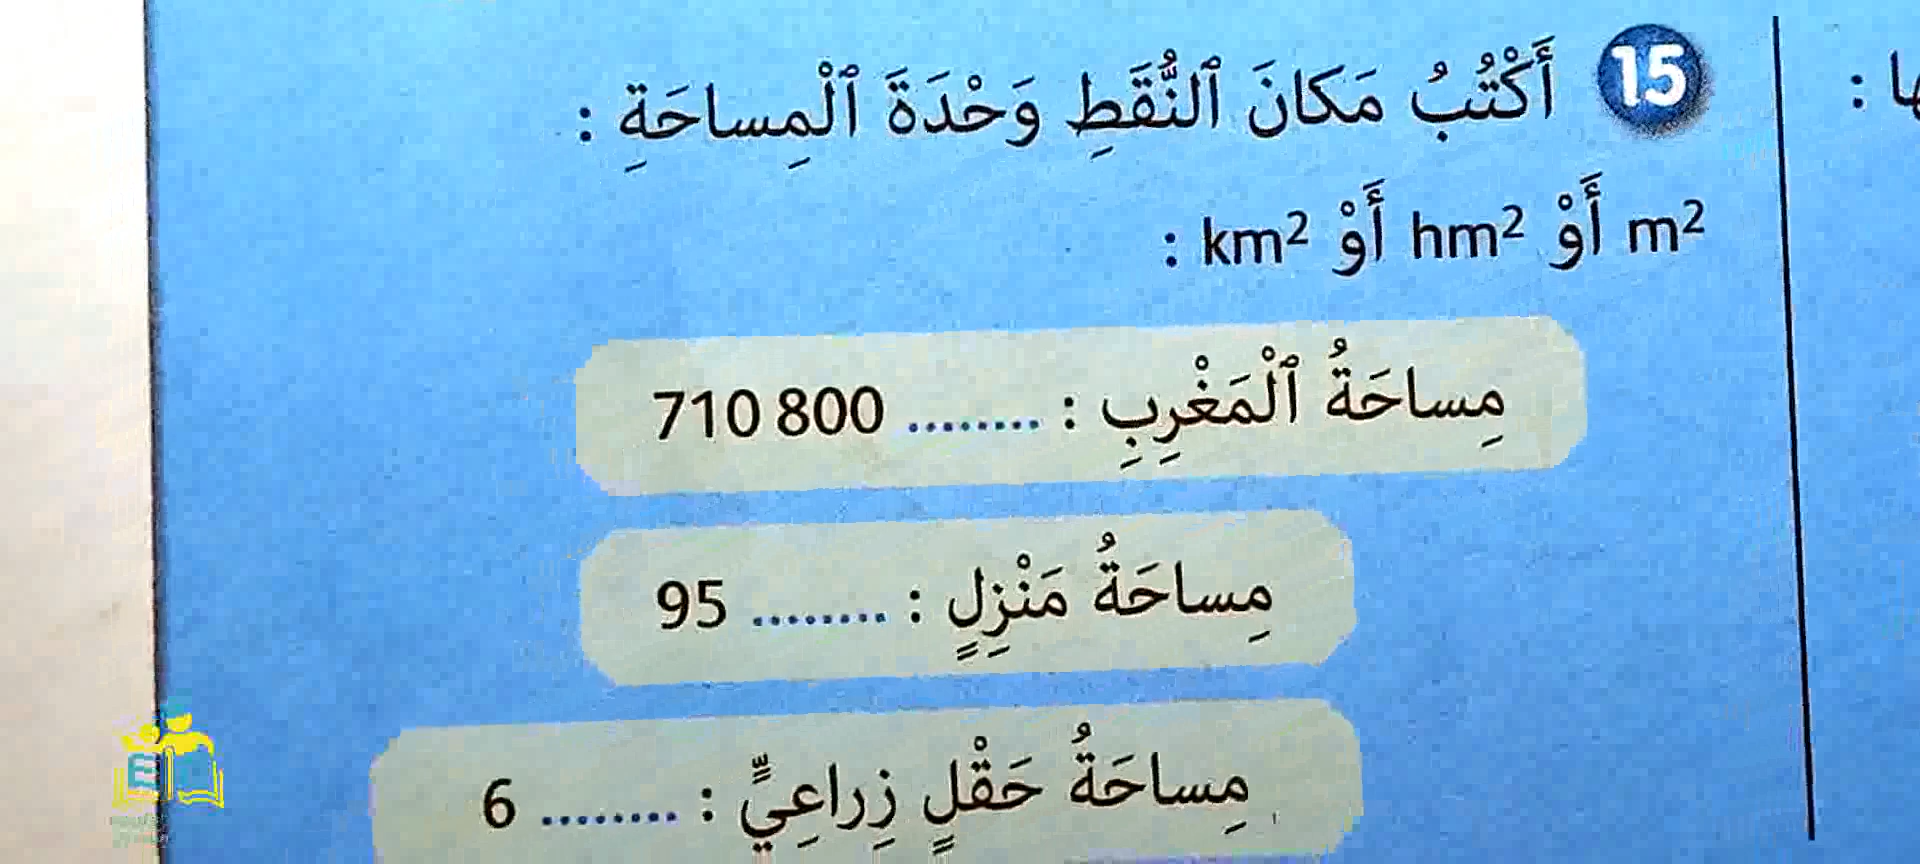 15 أَكْتُبُ مَكانَ ٱلنُّقَطِ وَحْدَةَ ٱلْمِساحَةِ :
m² أَوْ hm² أَوْ km² :
مِساحَةُ ٱلْمَغْرِبِ : ........ 710 800
مِساحَةُ مَنْزِلٍ : ........ 95
مِساحَةُ حَقْلٍ زِراعِيٍّ : ........ 6